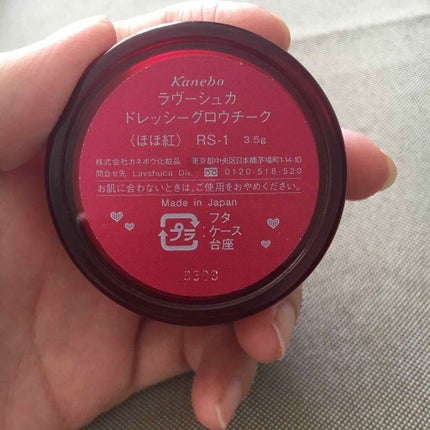 Kanebo
ラヴーシュカ
ドレッシーグロウチーク
〈ほほ紅〉 RS-1 3.5g
株式会社カネボウ化粧品 東京都中央区日本橋茅場町1-14-10
問合せ先 Lavshuca Div. 0120-518-520
お肌に合わないときは、ご使用をおやめください。
Made in Japan
プラ
フタ
:ケース
台座